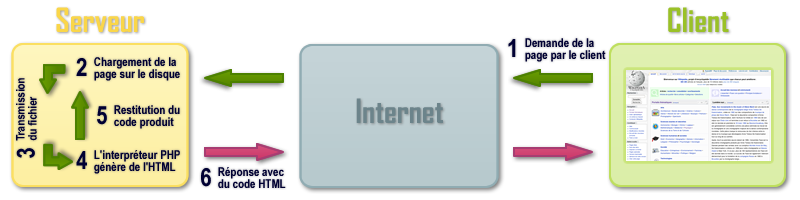 Serveur
Client
1 Demande de la
page par le client
2 Chargement de la
page sur le disque
3 Transmission
du fichier
Internet
5 Restitution du
code produit
4 L'interpréteur PHP
génère de l'HTML
6 Réponse avec
du code HTML